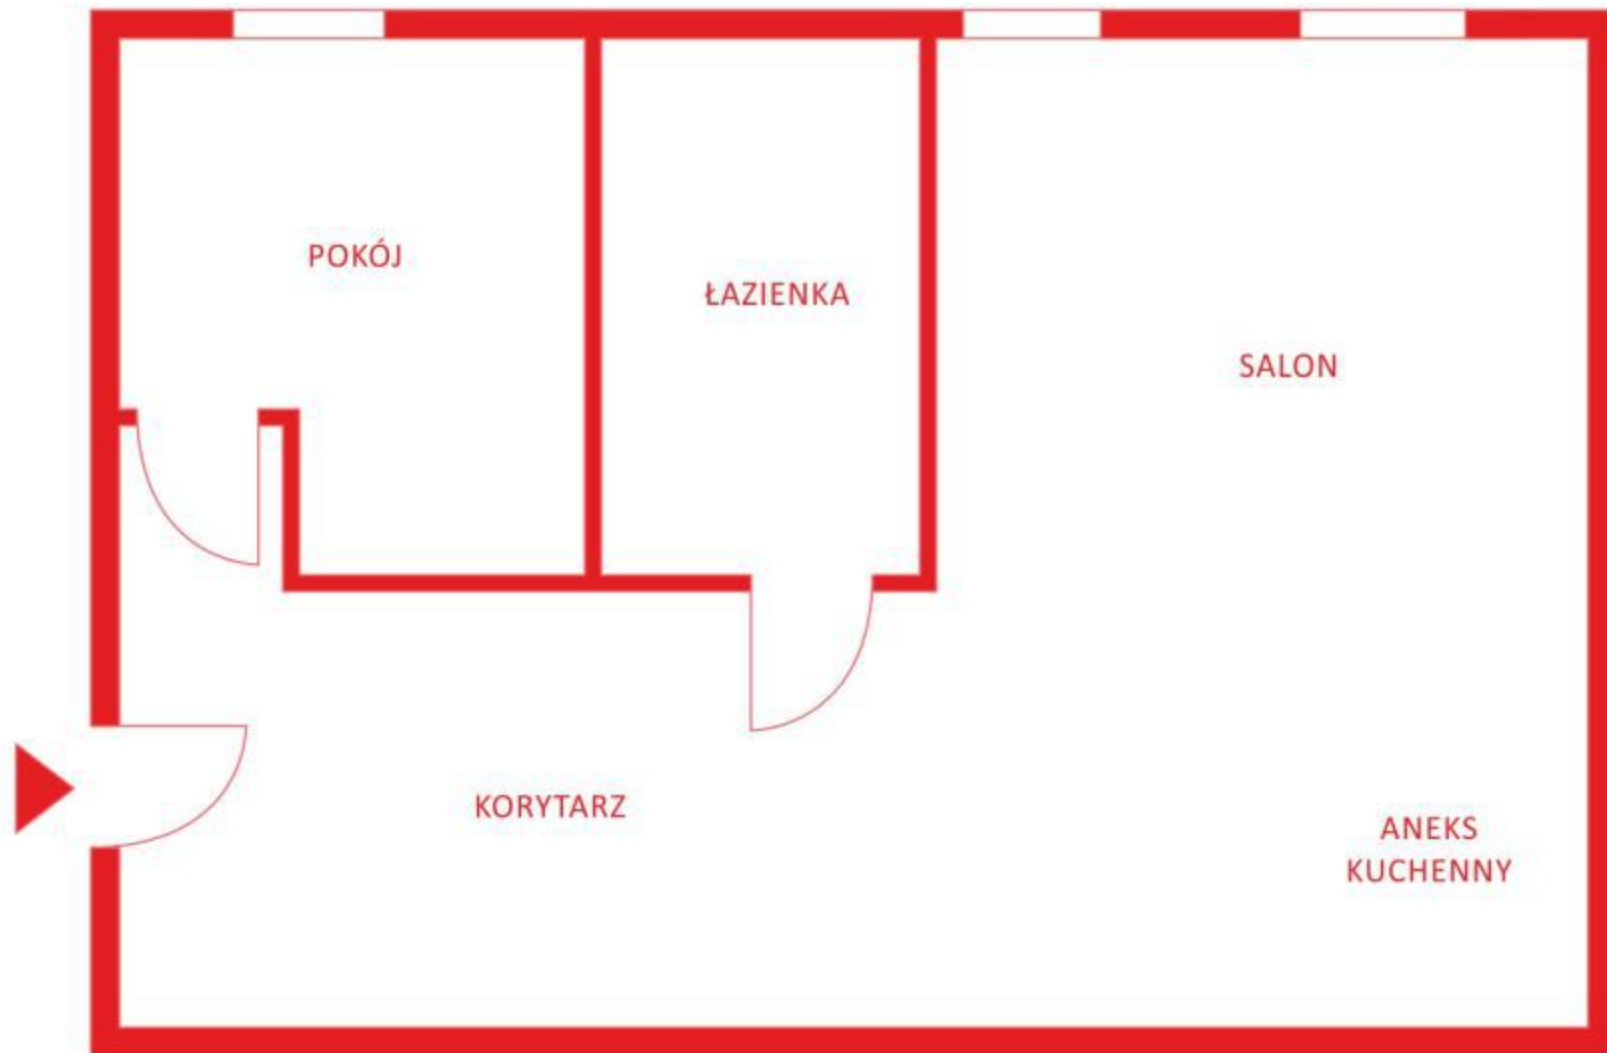 POKÓJ
ŁAZIENKA
SALON
KORYTARZ
ANEKS
KUCHENNY